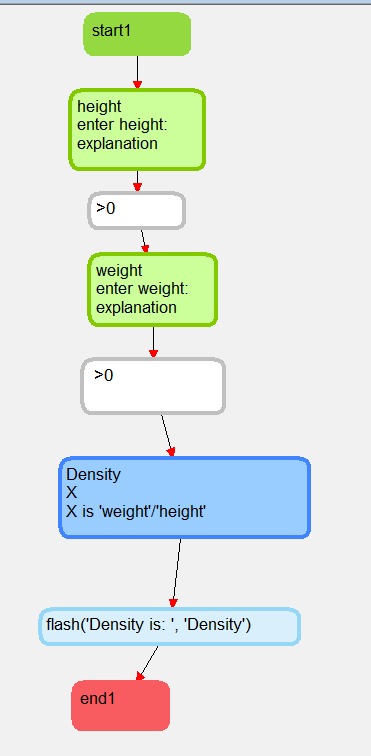 start1
height
enter height:
explanation
>0
weight
enter weight:
explanation
>0
Density
X
X is 'weight'/'height'
flash('Density is: ', 'Density')
end1